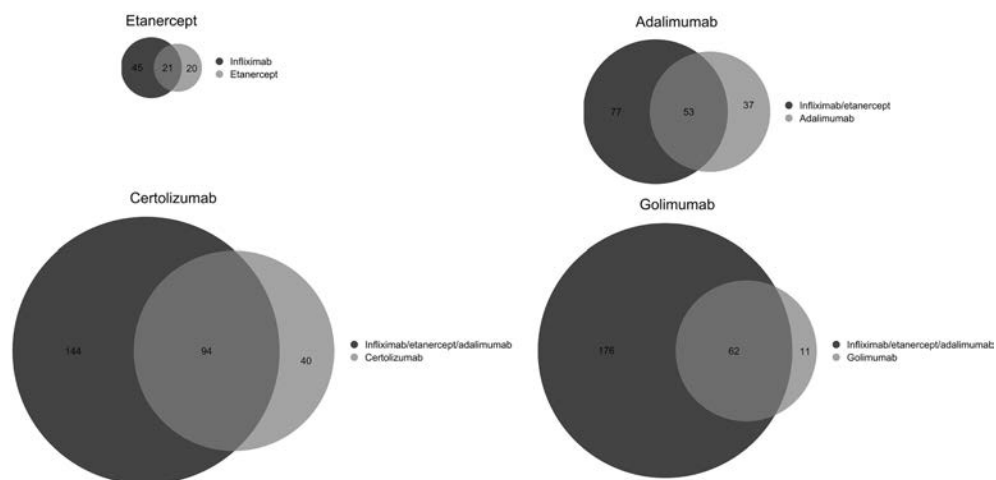 Etanercept
45 21 20
Infliximab
Etanercept
Adalimumab
77 53 37
Infliximab/etanercept
Adalimumab
Certolizumab
144 94 40
Infliximab/etanercept/adalimumab
Certolizumab
Golimumab
176 62 11
Infliximab/etanercept/adalimumab
Golimumab